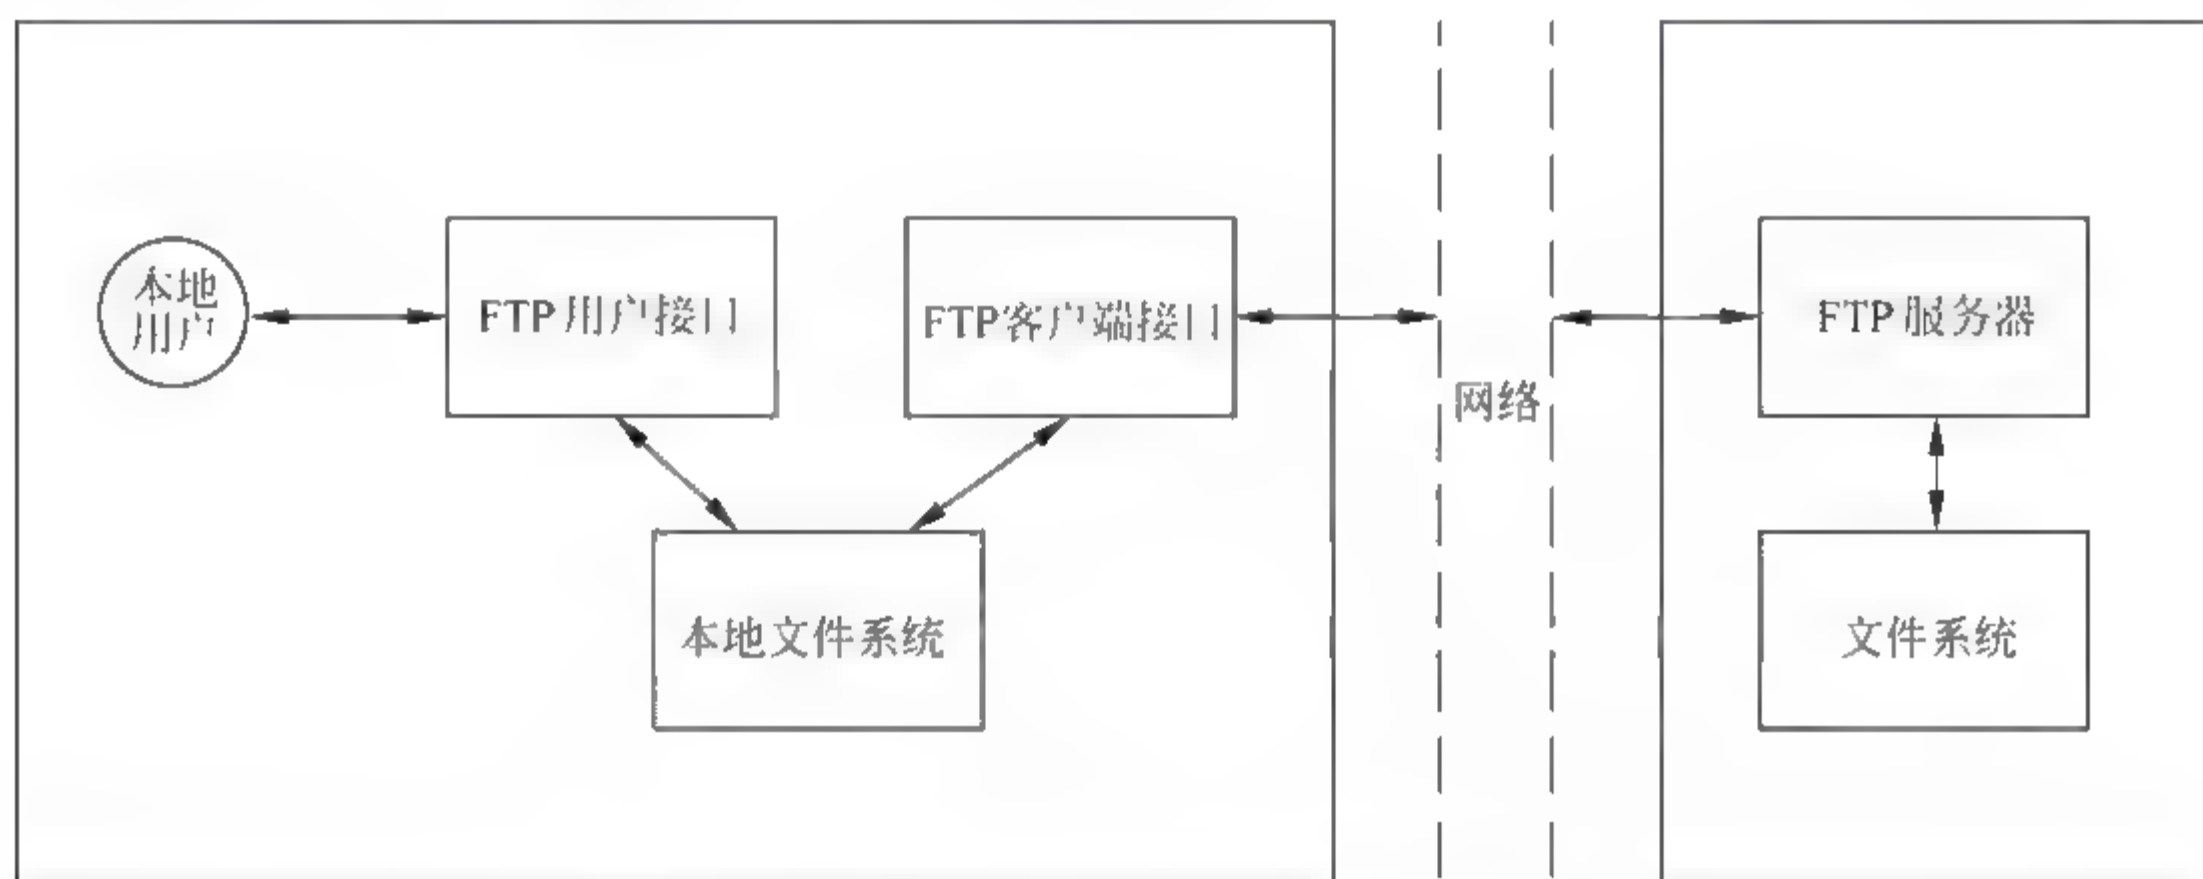 本地
用户
FTP用户接口
FTP客户端接口
网络
FTP服务器
本地文件系统
文件系统